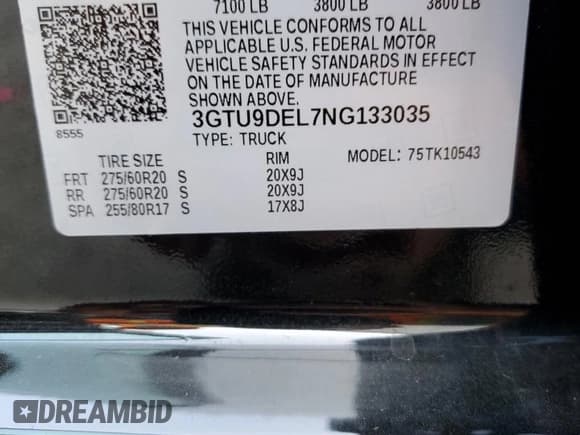 7100 LB 3800 LB 3800 LB
THIS VEHICLE CONFORMS TO ALL
APPLICABLE U.S. FEDERAL MOTOR
VEHICLE SAFETY STANDARDS IN EFFECT
ON THE DATE OF MANUFACTURE
SHOWN ABOVE.
3GTU9DEL7NG133035
8555
TYPE: TRUCK
TIRE SIZE RIM MODEL: 75TK10543
FRT 275/60R20 S 20X9J
RR 275/60R20 S 20X9J
SPA 255/80R17 S 17X8J
DREAMBID